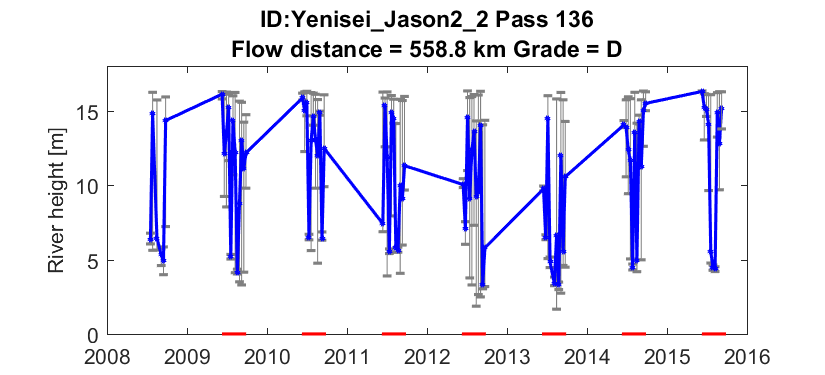 ID:Yenisei_Jason2_2 Pass 136
Flow distance = 558.8 km Grade = D
River height [m]
15
10
5
0
2008 2009 2010 2011 2012 2013 2014 2015 2016